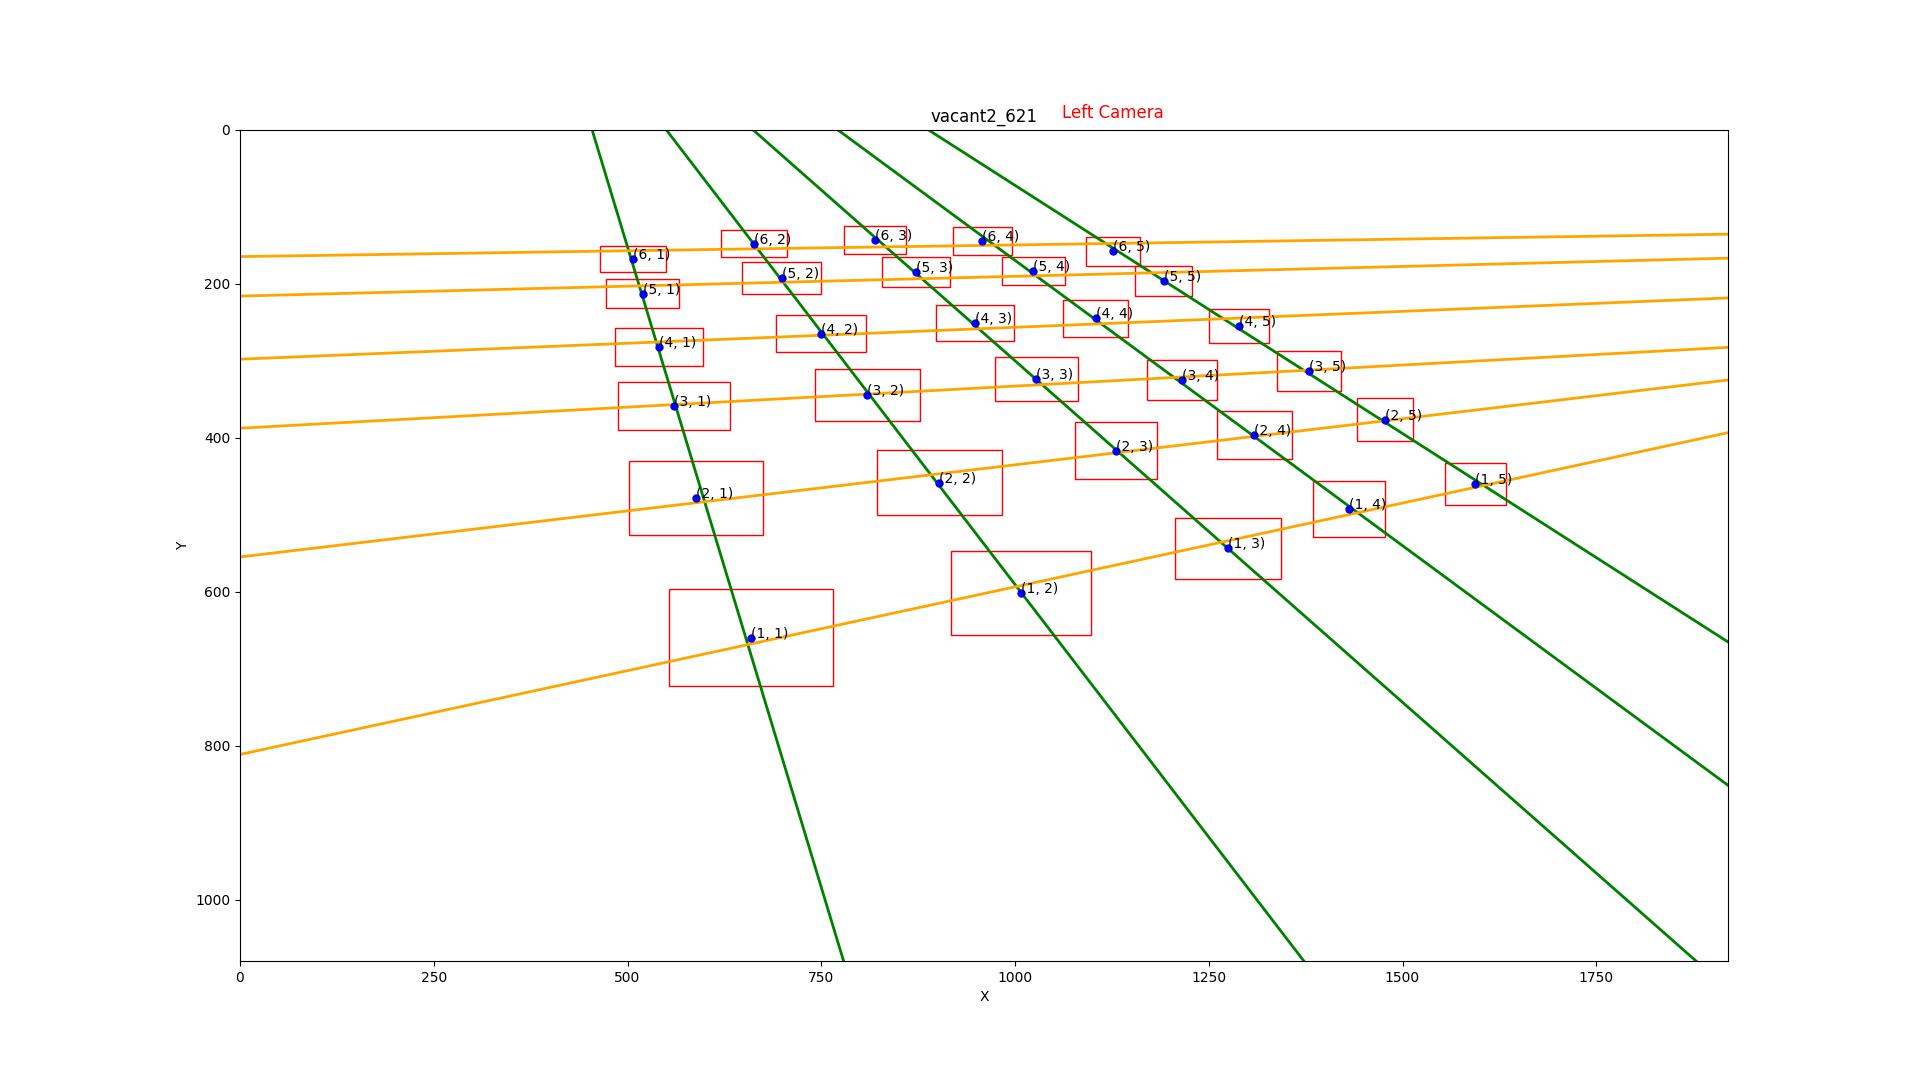 vacant2_621 Left Camera
0
(6, 1) (6, 2) (6, 3) (6, 4) (6, 5)
200
(5, 1) (5, 2) (5, 3) (5, 4) (5, 5)
(4, 1) (4, 2) (4, 3) (4, 4) (4, 5)
(3, 1) (3, 2) (3, 3) (3, 4) (3, 5)
400
(2, 1) (2, 2) (2, 3) (2, 4) (2, 5)
Y
(1, 1) (1, 2) (1, 3) (1, 4) (1, 5)
600
800
1000
0 250 500 750 1000 1250 1500 1750
X